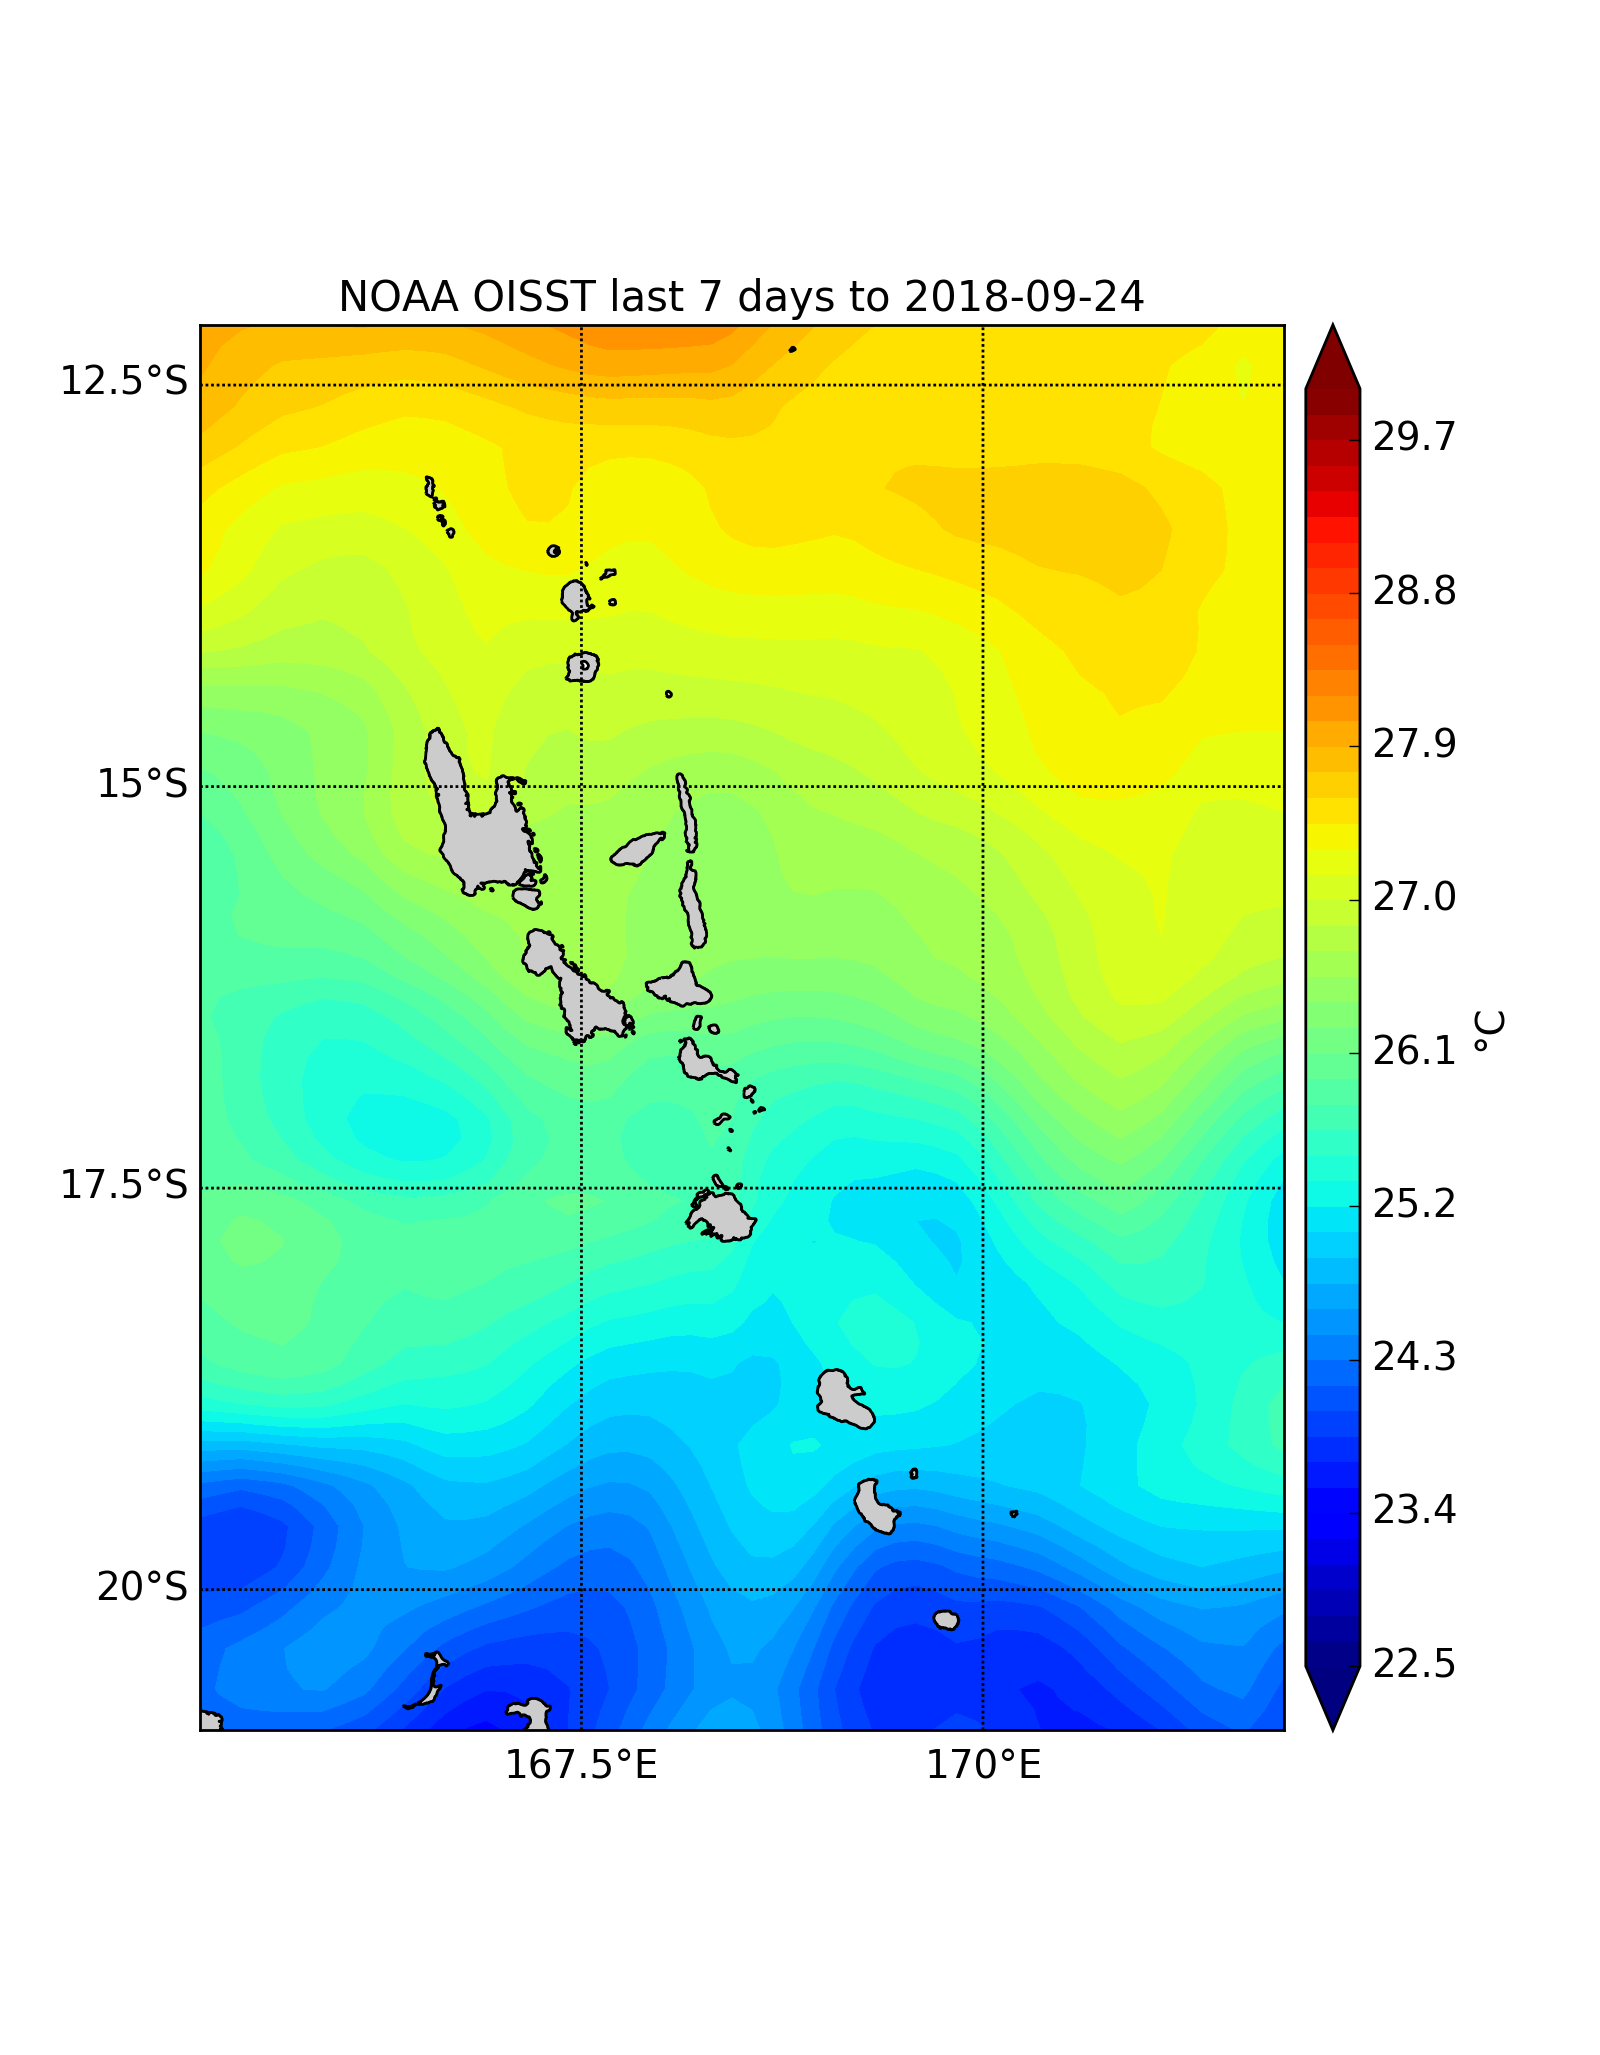 NOAA OISST last 7 days to 2018-09-24
12.5°S
15°S
17.5°S
20°S
167.5°E
170°E
29.7
28.8
27.9
27.0
26.1
25.2
24.3
23.4
22.5
°C